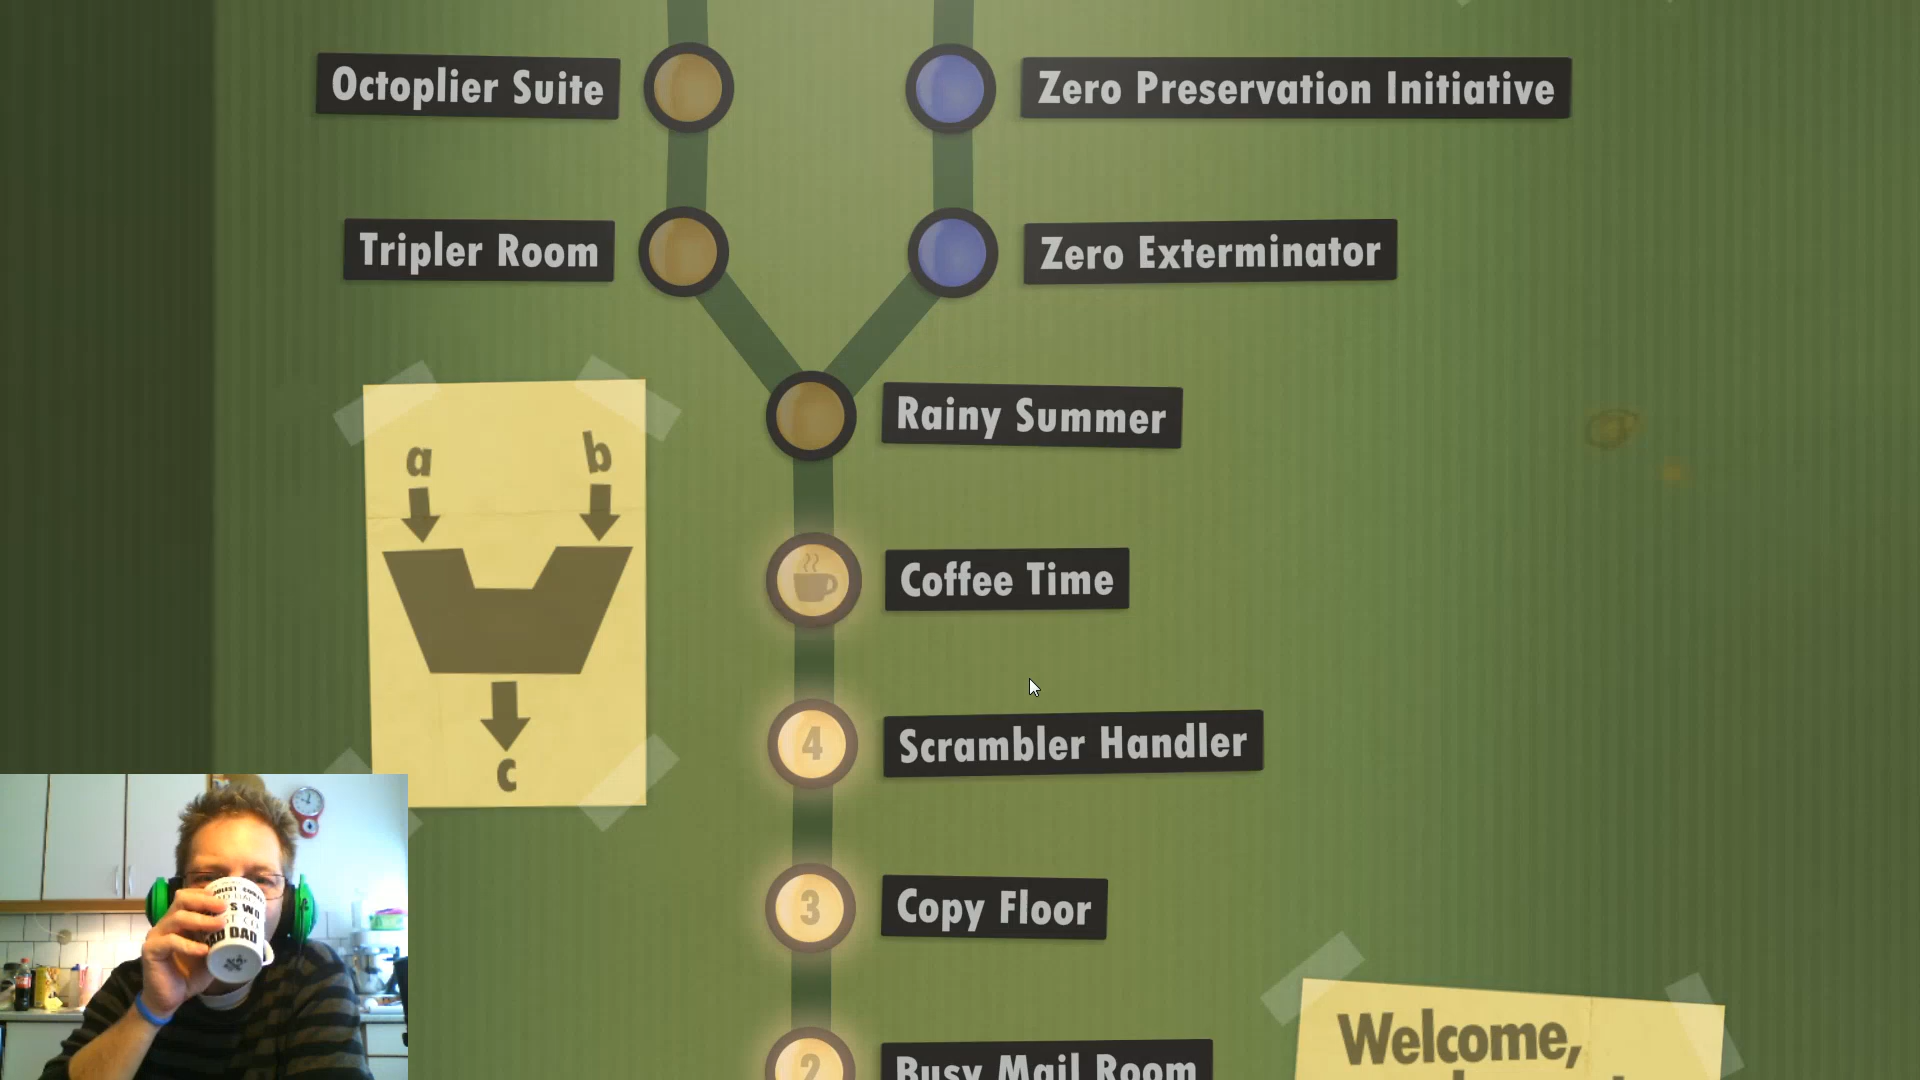 Octoplier Suite
Zero Preservation Initiative
Tripler Room
Zero Exterminator
Rainy Summer
a
b
c
Coffee Time
4
Scrambler Handler
3
Copy Floor
2
Busy Mail Room
Welcome,
DAD